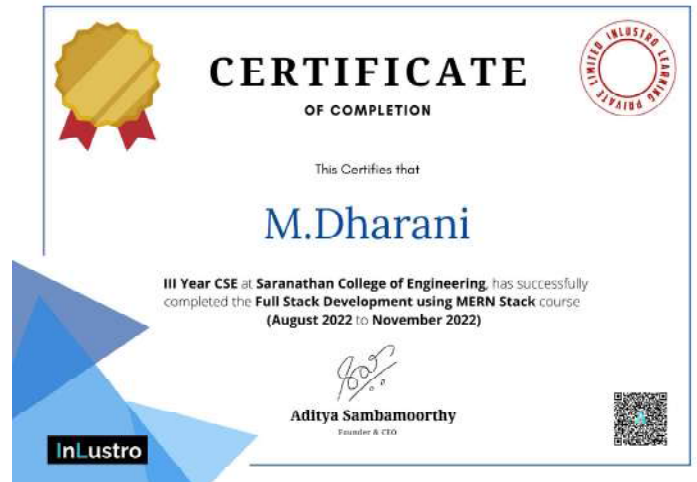 CERTIFICATE
OF COMPLETION
INLUSTRO LEARNING PRIVATE LIMITED
This Certifies that
M.Dharani
III Year CSE at Saranathan College of Engineering, has successfully
completed the Full Stack Development using MERN Stack course
(August 2022 to November 2022)
Aditya Sambamoorthy
Founder & CEO
InLustro